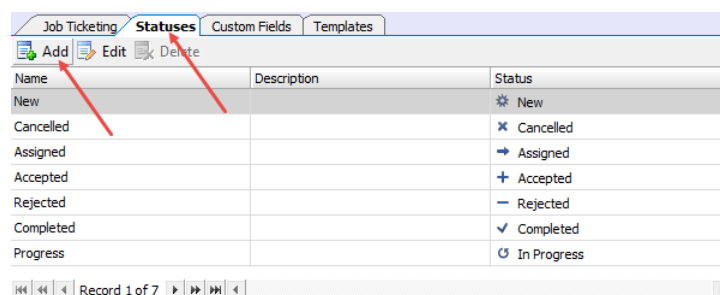 Job Ticketing Statuses Custom Fields Templates
Add Edit Delete
Name Description Status
New New
Cancelled Cancelled
Assigned Assigned
Accepted Accepted
Rejected Rejected
Completed Completed
Progress In Progress
Record 1 of 7